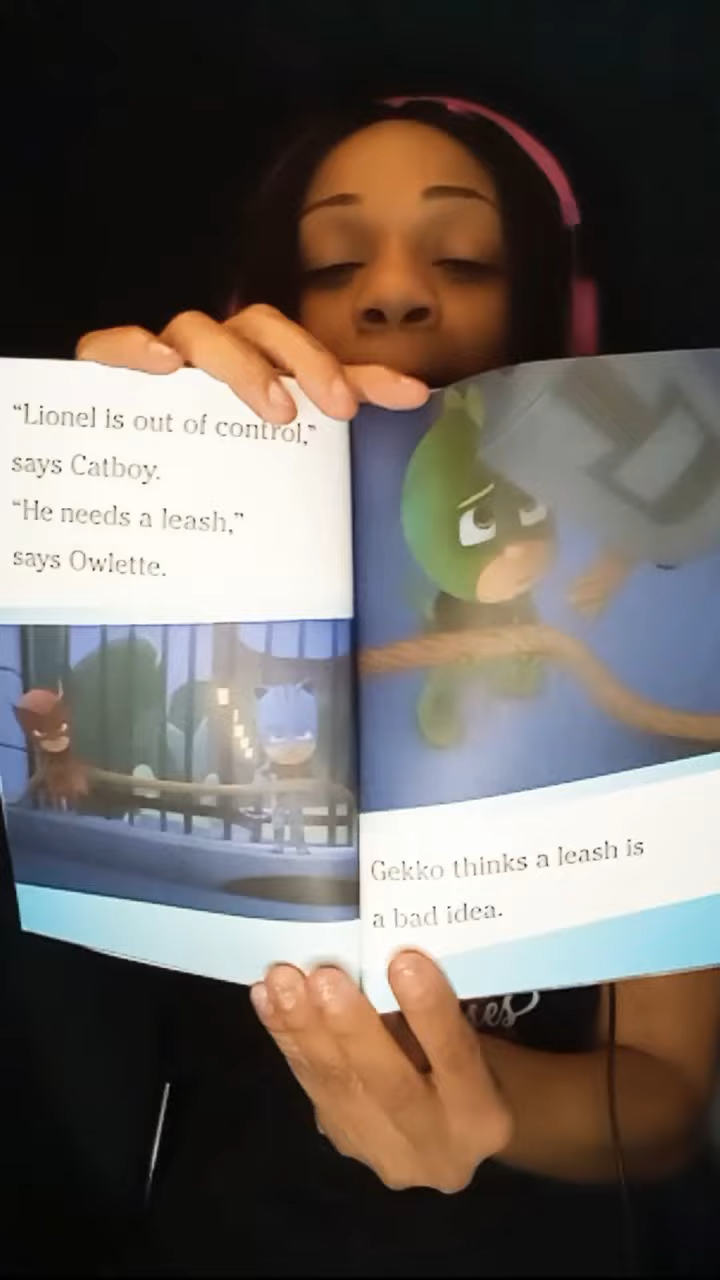 “Lionel is out of control,”
says Catboy.
“He needs a leash,”
says Owlette.
Gekko thinks a leash is
a bad idea.